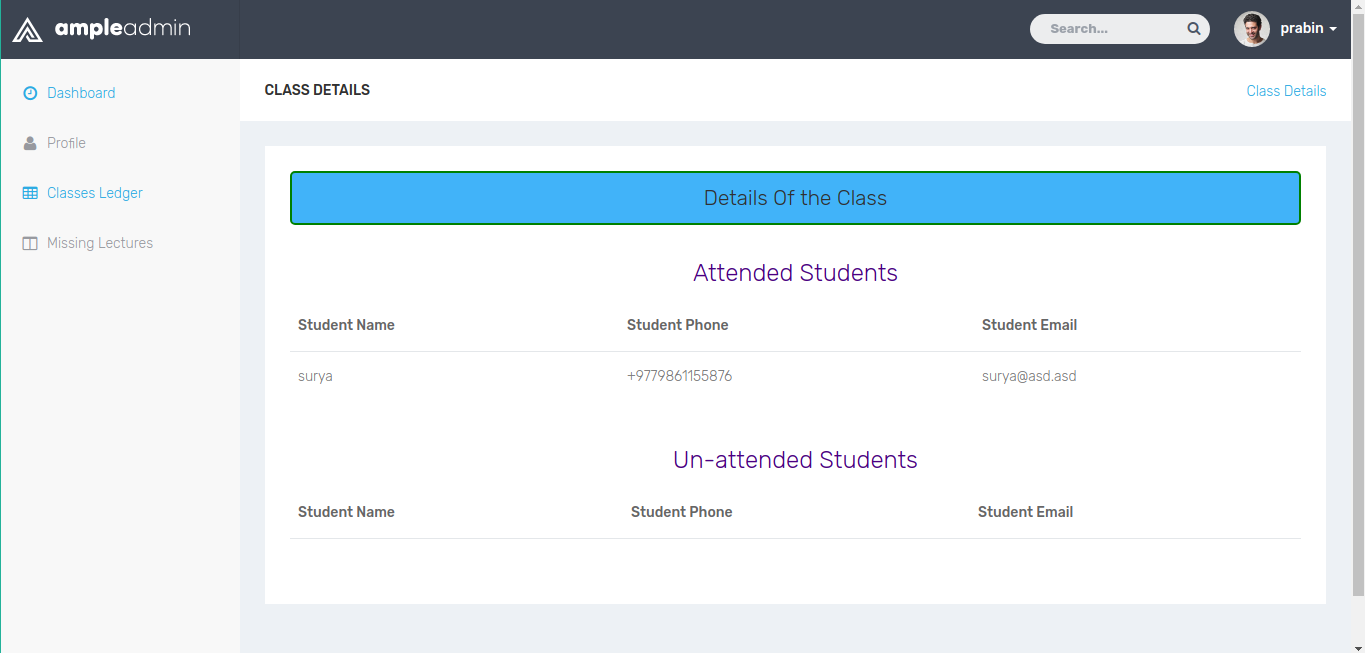 ampleadmin
Search...
prabin
Dashboard
Profile
Classes Ledger
Missing Lectures
CLASS DETAILS
Class Details
Details Of the Class
Attended Students
Student Name Student Phone Student Email
surya +9779861155876 surya@asd.asd
Un-attended Students
Student Name Student Phone Student Email